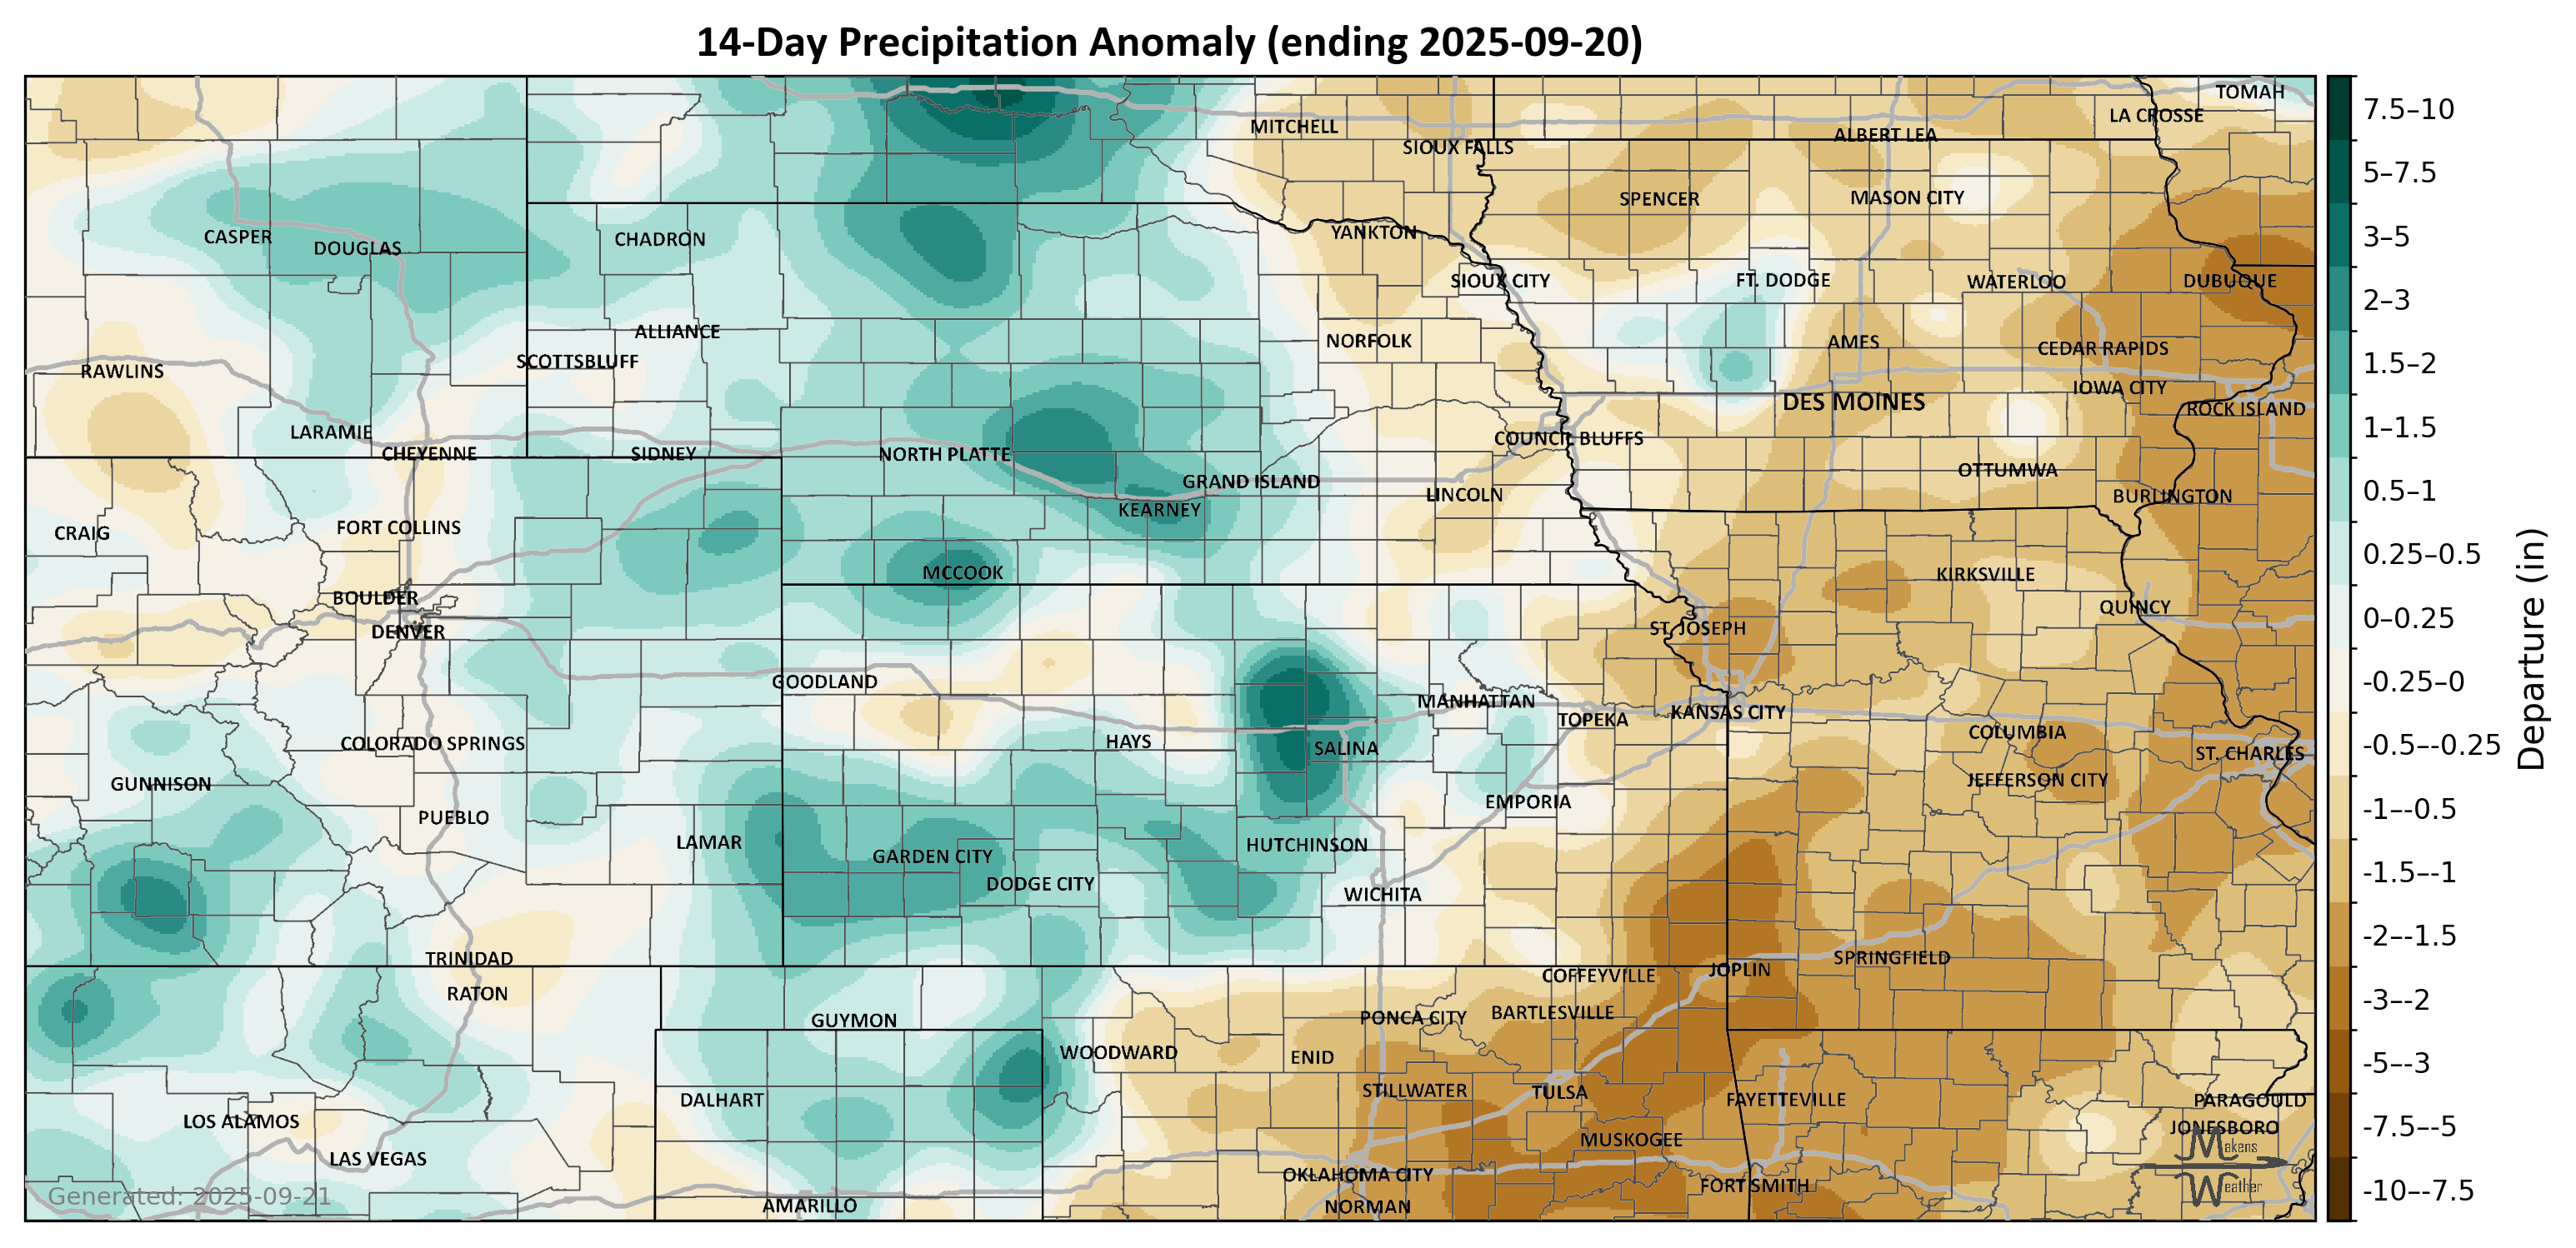 14-Day Precipitation Anomaly (ending 2025-09-20)
TOMAH
LA CROSSE
MITCHELL
ALBERT LEA
SIOUX FALLS
SPENCER
MASON CITY
YANKTON
CASPER
DOUGLAS
CHADRON
SIOUX CITY
FT. DODGE
WATERLOO
DUBUQUE
ALLIANCE
NORFOLK
AMES
CEDAR RAPIDS
SCOTTSBLUFF
RAWLINS
IOWA CITY
DES MOINES
ROCK ISLAND
LARAMIE
COUNCIL BLUFFS
CHEYENNE
SIDNEY
NORTH PLATTE
OTTUMWA
GRAND ISLAND
LINCOLN
BURLINGTON
KEARNEY
CRAIG
FORT COLLINS
MCCOOK
KIRKSVILLE
BOULDER
QUINCY
DENVER
ST. JOSEPH
GOODLAND
MANHATTAN
KANSAS CITY
TOPEKA
COLUMBIA
COLORADO SPRINGS
HAYS
SALINA
ST. CHARLES
GUNNISON
JEFFERSON CITY
EMPORIA
PUEBLO
LAMAR
HUTCHINSON
GARDEN CITY
DODGE CITY
WICHITA
TRINIDAD
SPRINGFIELD
JOPLIN
COFFEYVILLE
RATON
BARTLESVILLE
PONCA CITY
GUYMON
WOODWARD
ENID
STILLWATER
TULSA
DALHART
FAYETTEVILLE
PARAGOULD
LOS ALAMOS
JONESBORO
MUSKOGEE
LAS VEGAS
OKLAHOMA CITY
FORT SMITH
AMARILLO
NORMAN
Generated: 2025-09-21
Makens
Weather
7.5–10
5–7.5
3–5
2–3
1.5–2
1–1.5
0.5–1
0.25–0.5
0–0.25
-0.25–0
-0.5–-0.25
-1–-0.5
-1.5–-1
-2–-1.5
-3–-2
-5–-3
-7.5–-5
-10–-7.5
Departure (in)